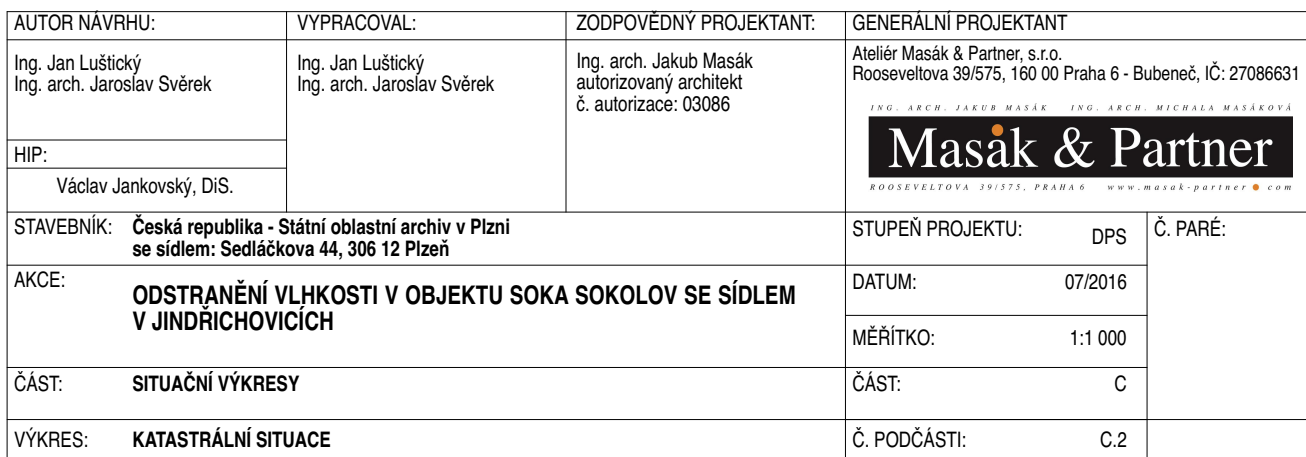 AUTOR NÁVRHU:
Ing. Jan Luštický
Ing. arch. Jaroslav Svěrek
HIP:
Václav Jankovský, DiS.
VYPRACOVAL:
Ing. Jan Luštický
Ing. arch. Jaroslav Svěrek
ZODPOVĚDNÝ PROJEKTANT:
Ing. arch. Jakub Masák
autorizovaný architekt
č. autorizace: 03086
GENERÁLNÍ PROJEKTANT
Ateliér Masák & Partner, s.r.o.
Rooseveltova 39/575, 160 00 Praha 6 - Bubeneč, IČ: 27086631
ING. ARCH. JAKUB MASÁK ING. ARCH. MICHALA MASÁKOVÁ
Masák & Partner
ROOSEVELTOVA 39/575, PRAHA 6 www.masak-partner.com
STAVEBNÍK: Česká republika - Státní oblastní archiv v Plzni
se sídlem: Sedláčkova 44, 306 12 Plzeň
STUPEŇ PROJEKTU: DPS
Č. PARÉ:
AKCE: ODSTRANĚNÍ VLHKOSTI V OBJEKTU SOKA SOKOLOV SE SÍDLEM
V JINDŘICHOVICÍCH
DATUM: 07/2016
MĚŘÍTKO: 1:1 000
ČÁST: SITUAČNÍ VÝKRESY
ČÁST: C
VÝKRES: KATASTRÁLNÍ SITUACE
Č. PODČÁSTI: C.2